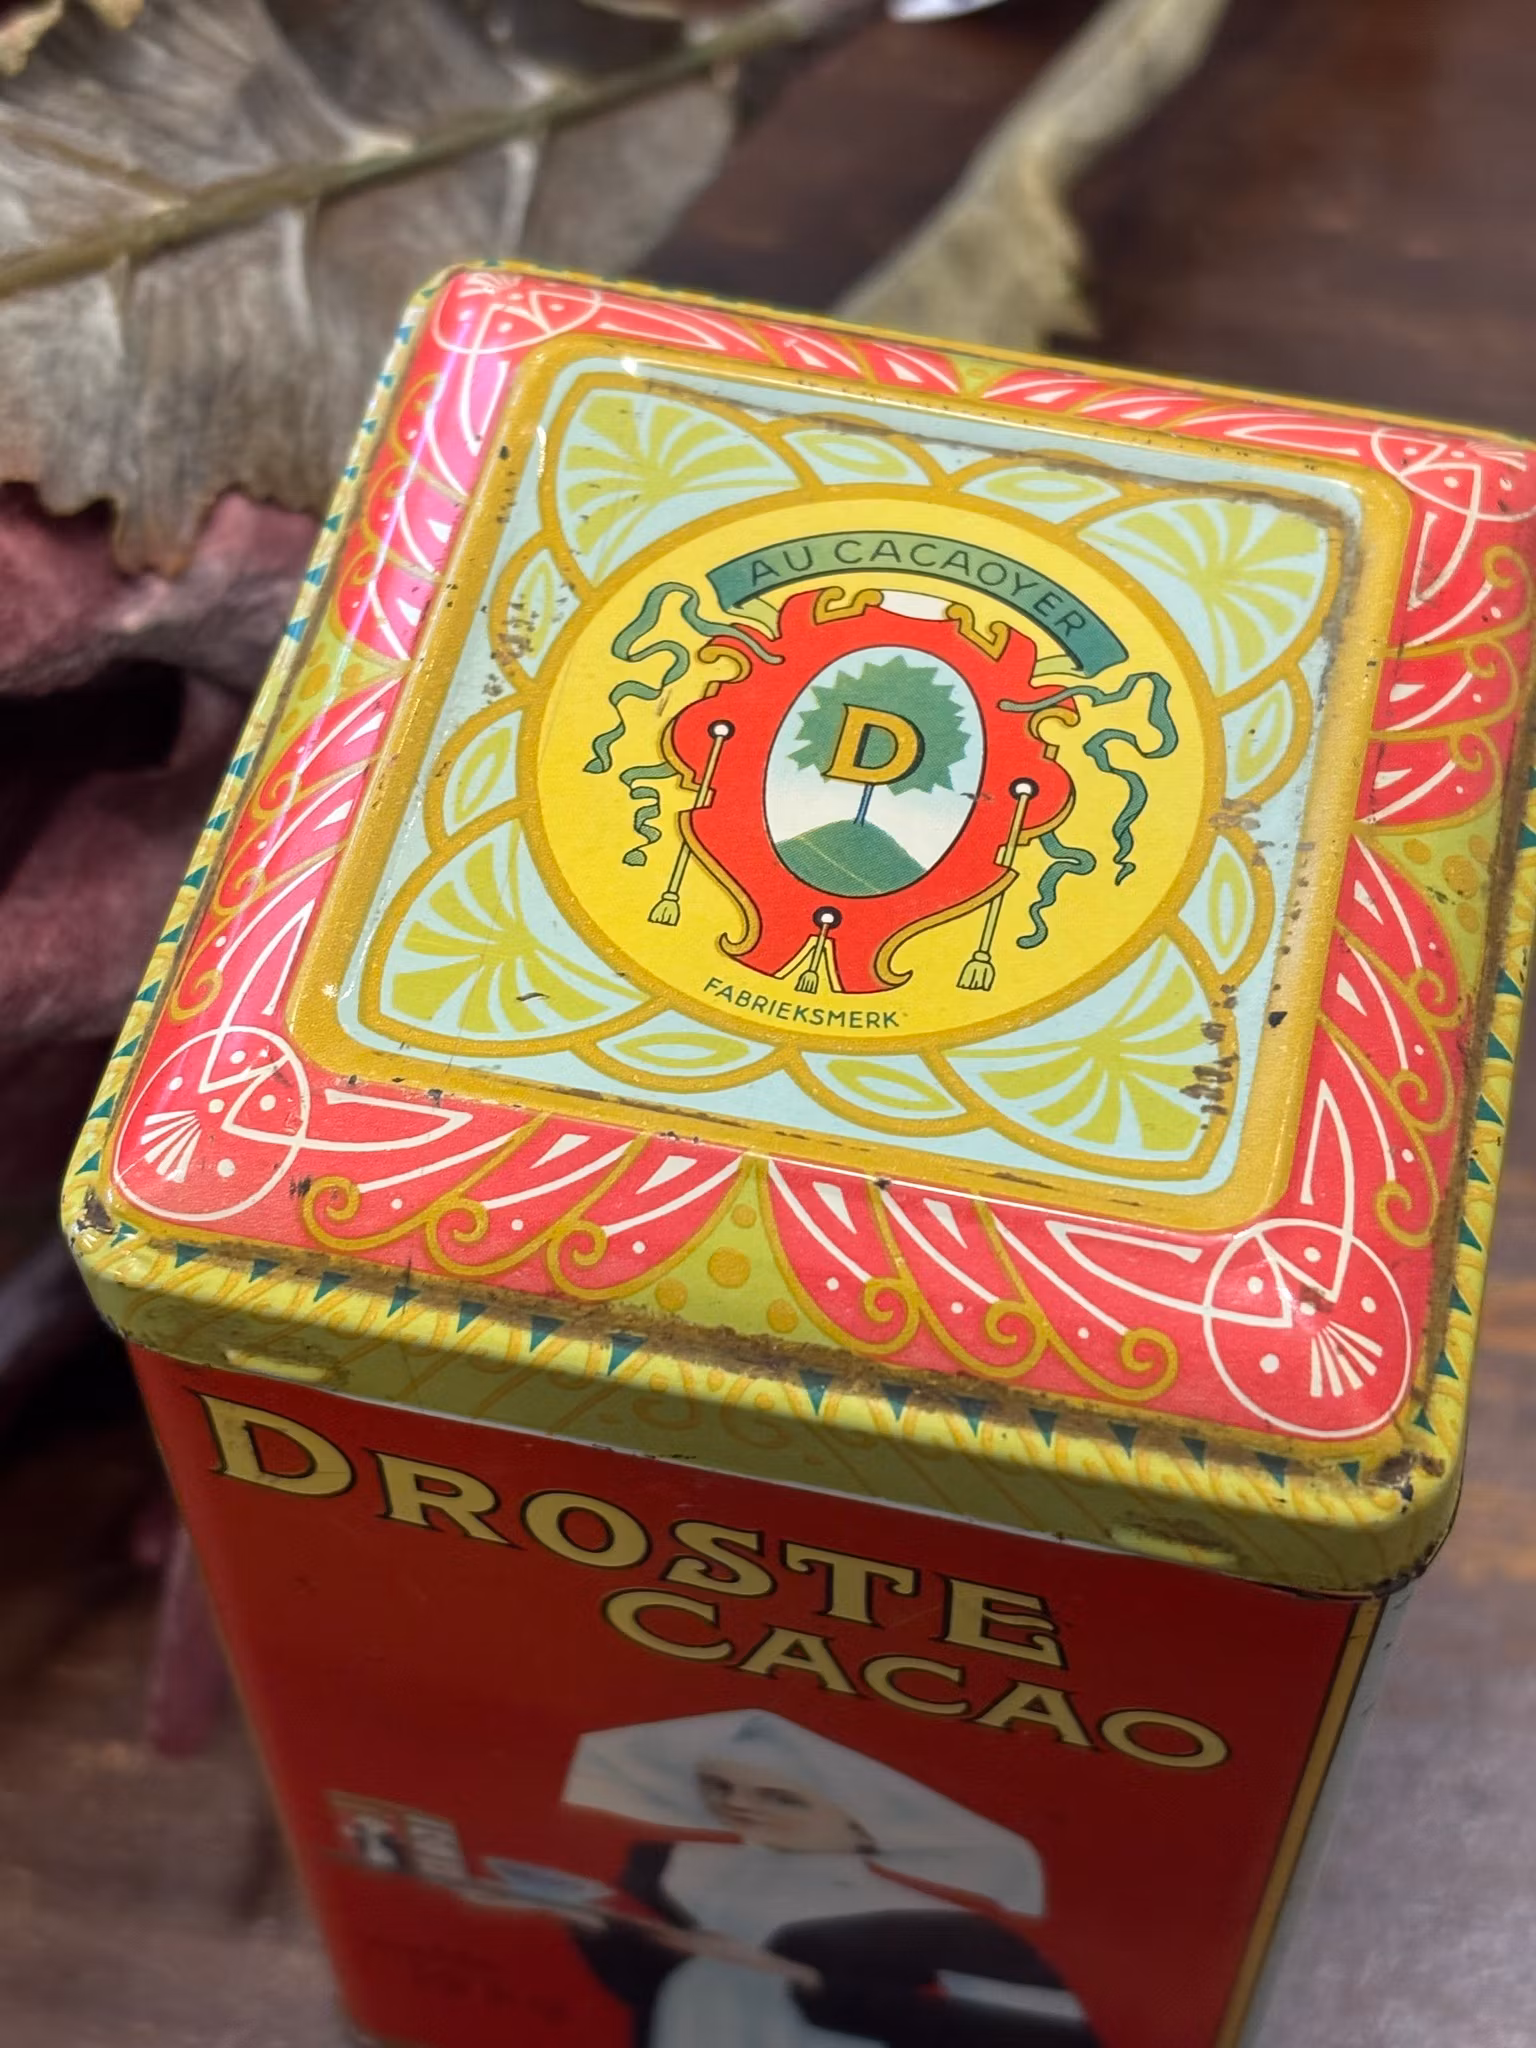 AU CACAOYER
D
FABRIEKSMERK
DROSTE
CACAO